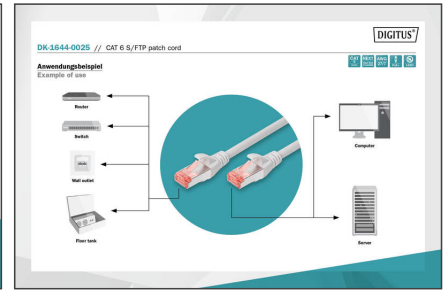 DIGITUS®
DK-1644-0025 // CAT 6 S/FTP patch cord
Anwendungsbeispiel
Example of use
Router
Switch
Wall outlet
Floor tank
Computer
Server